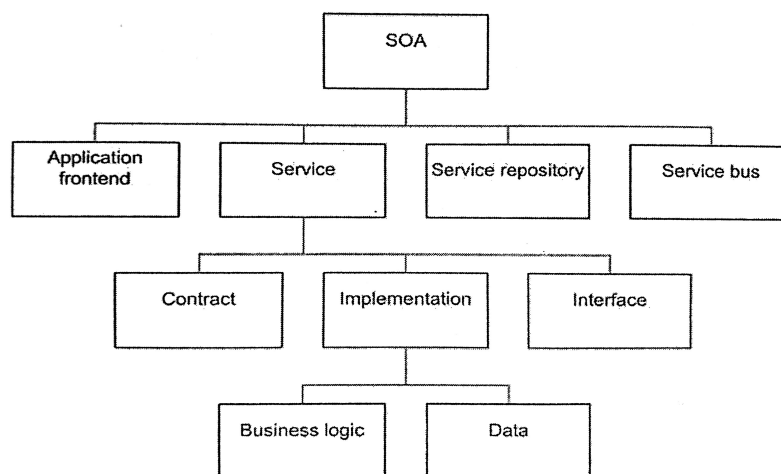 SOA
Application
frontend
Service
Service repository
Service bus
Contract
Implementation
Interface
Business logic
Data